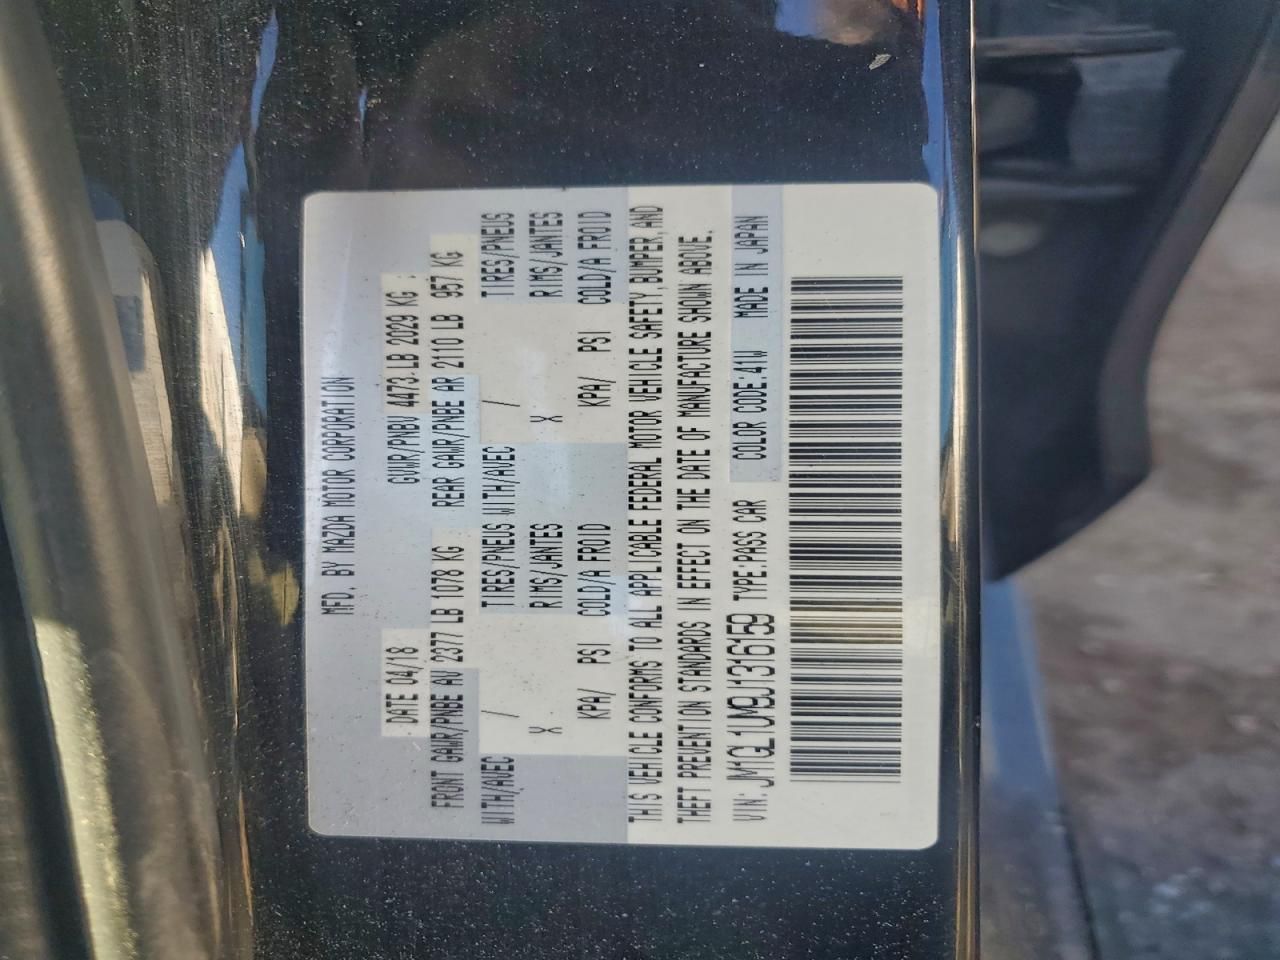 MFD. BY MAZDA MOTOR CORPORATION
DATE 04/18 GVWR/PNBV 4473 LB 2029 KG
FRONT GAWR/PNBE AV 2377 LB 1078 KG REAR GAWR/PNBE AR 2110 LB 957 KG
WITH/AVEC / TIRES/PNEUS WITH/AVEC / TIRES/PNEUS
X RIMS/JANTES X RIMS/JANTES
KPA/ PSI COLD/A FROID KPA/ PSI COLD/A FROID
THIS VEHICLE CONFORMS TO ALL APPLICABLE FEDERAL MOTOR VEHICLE SAFETY, BUMPER, AND
THEFT PREVENTION STANDARDS IN EFFECT ON THE DATE OF MANUFACTURE SHOWN ABOVE.
VIN: JM1GL1UM9J1316159 TYPE:PASS CAR COLOR CODE:41W MADE IN JAPAN